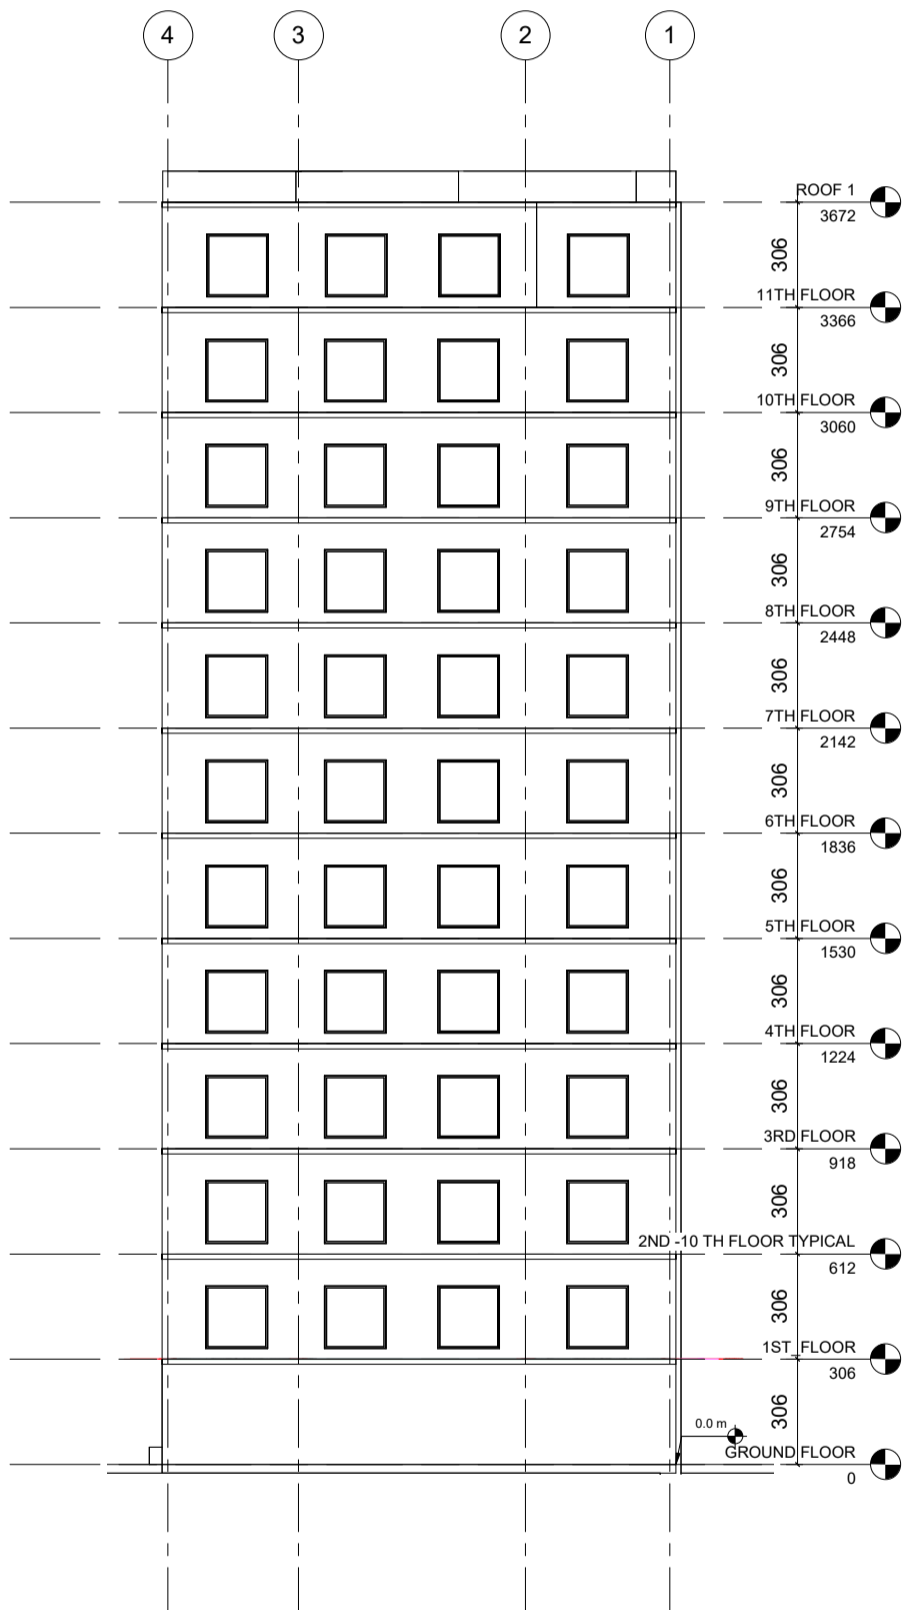 4 3 2 1
ROOF 1
3672
306
11TH FLOOR
3366
306
10TH FLOOR
3060
306
9TH FLOOR
2754
306
8TH FLOOR
2448
306
7TH FLOOR
2142
306
6TH FLOOR
1836
306
5TH FLOOR
1530
306
4TH FLOOR
1224
306
3RD FLOOR
918
306
2ND -10 TH FLOOR TYPICAL
612
306
1ST FLOOR
306
306
0.0 m
GROUND FLOOR
0